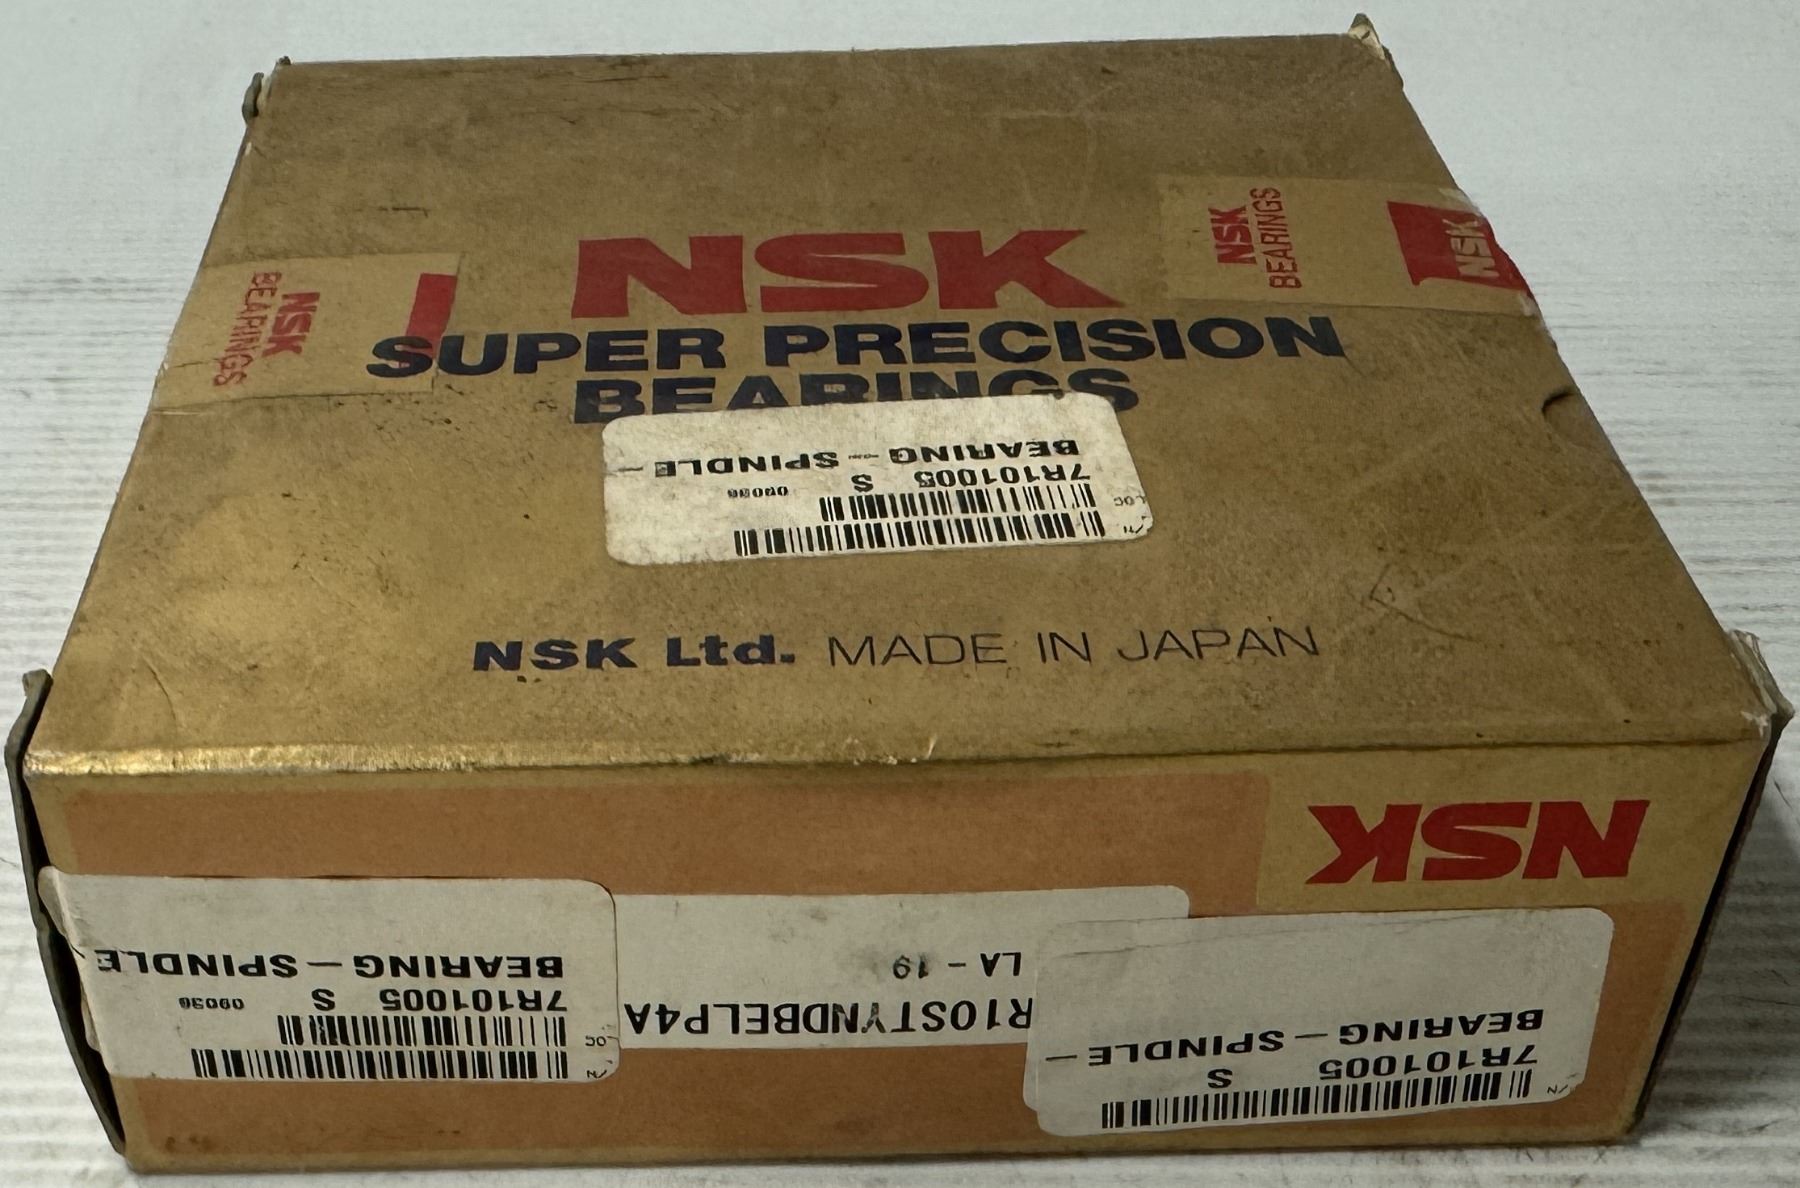 NSK
SUPER PRECISION
BEARINGS
NSK
BEARINGS
NSK
BEARINGS
NSK
7R101005 S 09036
BEARING-SPINDLE-
NSK Ltd. MADE IN JAPAN
NSK
7R101005 S 09036
BEARING-SPINDLE
R10STYNDBELP4A
LA - 19
7R101005 S
BEARING-SPINDLE-